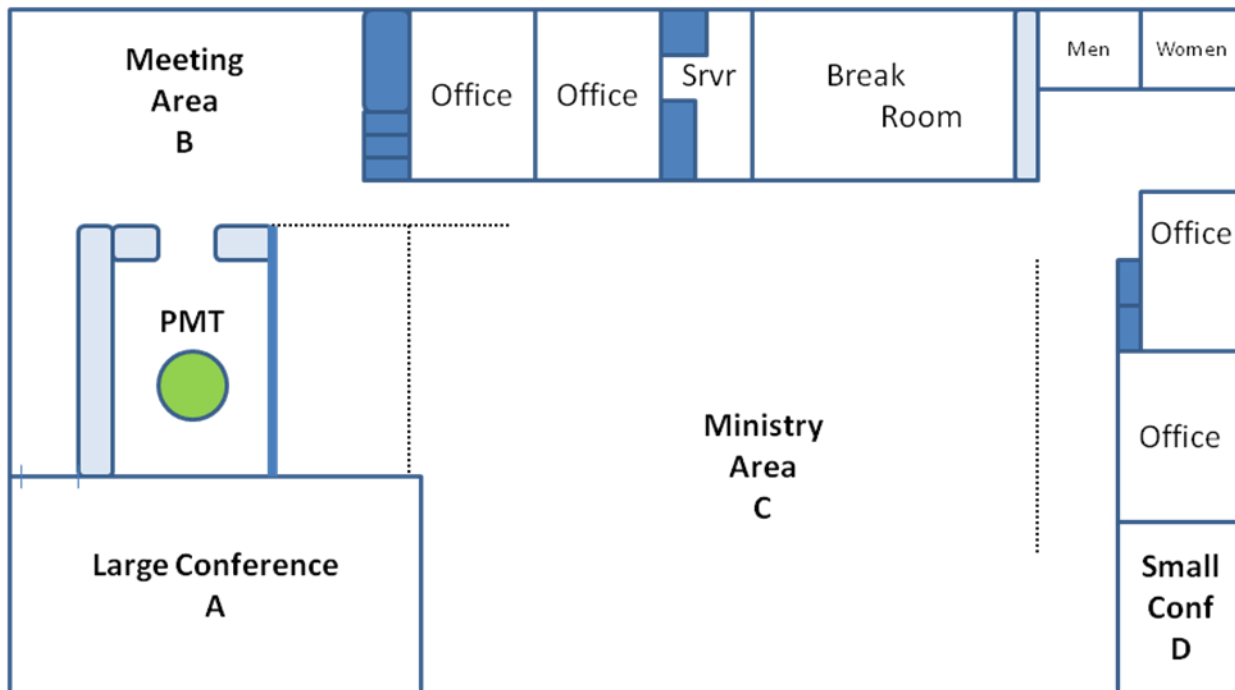 Meeting
Area
B
Office
Office
Srvr
Break
Room
Men
Women
Office
PMT
Ministry
Area
C
Office
Large Conference
A
Small
Conf
D